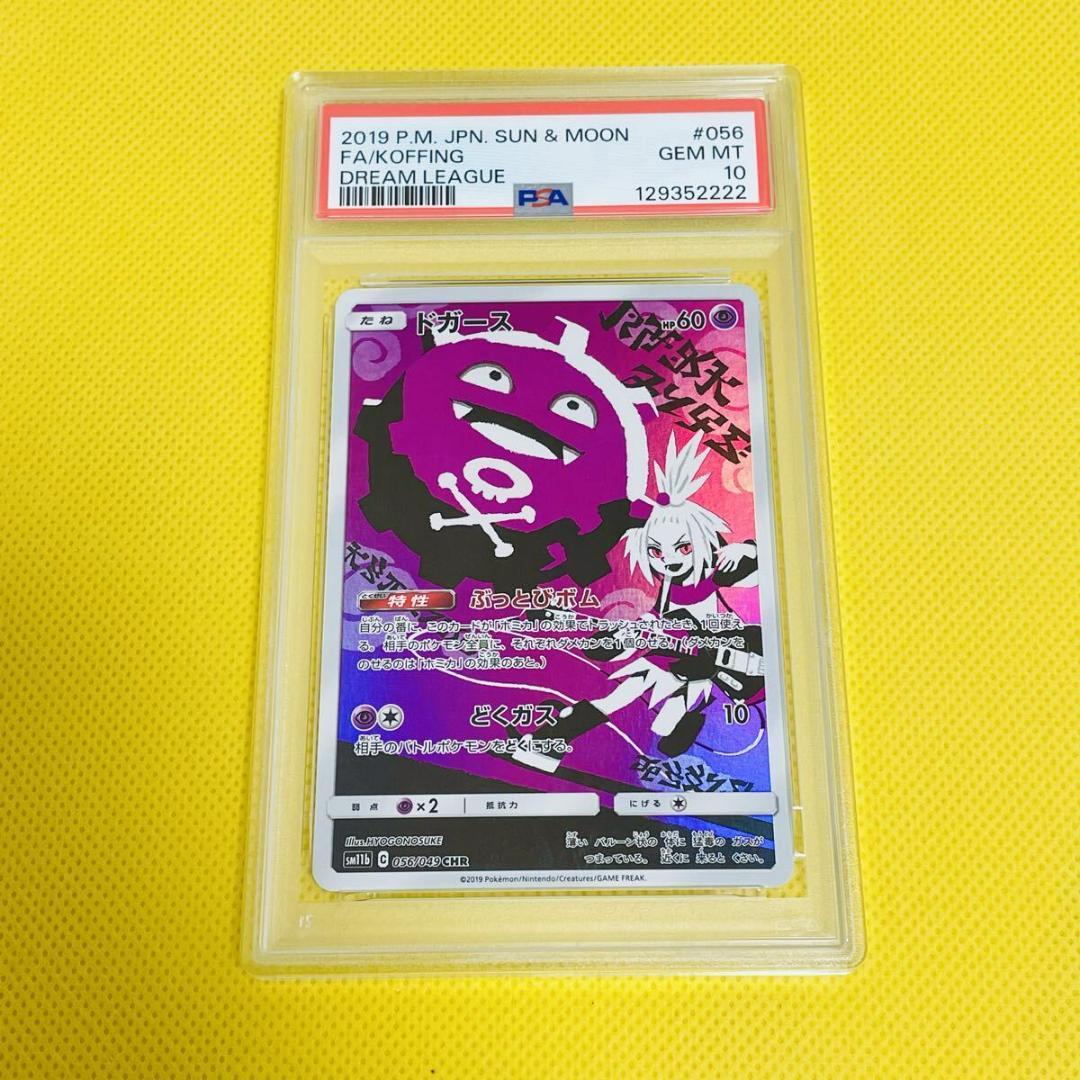 2019 P.M. JPN. SUN & MOON #056
FA/KOFFING GEM MT
DREAM LEAGUE 10
PSA 129352222
たね ドガース HP60
とくせい 特性 ぶっとびボム
自分の番に、このカードが「ホミカ」の効果でトラッシュされたとき、1回使え
る。相手のポケモン全員に、それぞれダメカンを1個のせる。(ダメカンを
のせるのは「ホミカ」の効果のあと。)
どくガス 10
相手のバトルポケモンをどくにする。
弱点 ×2 抵抗力 にげる
illus. HYOGONOSUKE
薄い バルーン状の 体に 猛毒の ガスが
つまっている。 近くに 来ると くさい。
sm11b C 056/049 CHR
©2019 Pokémon/Nintendo/Creatures/GAME FREAK.